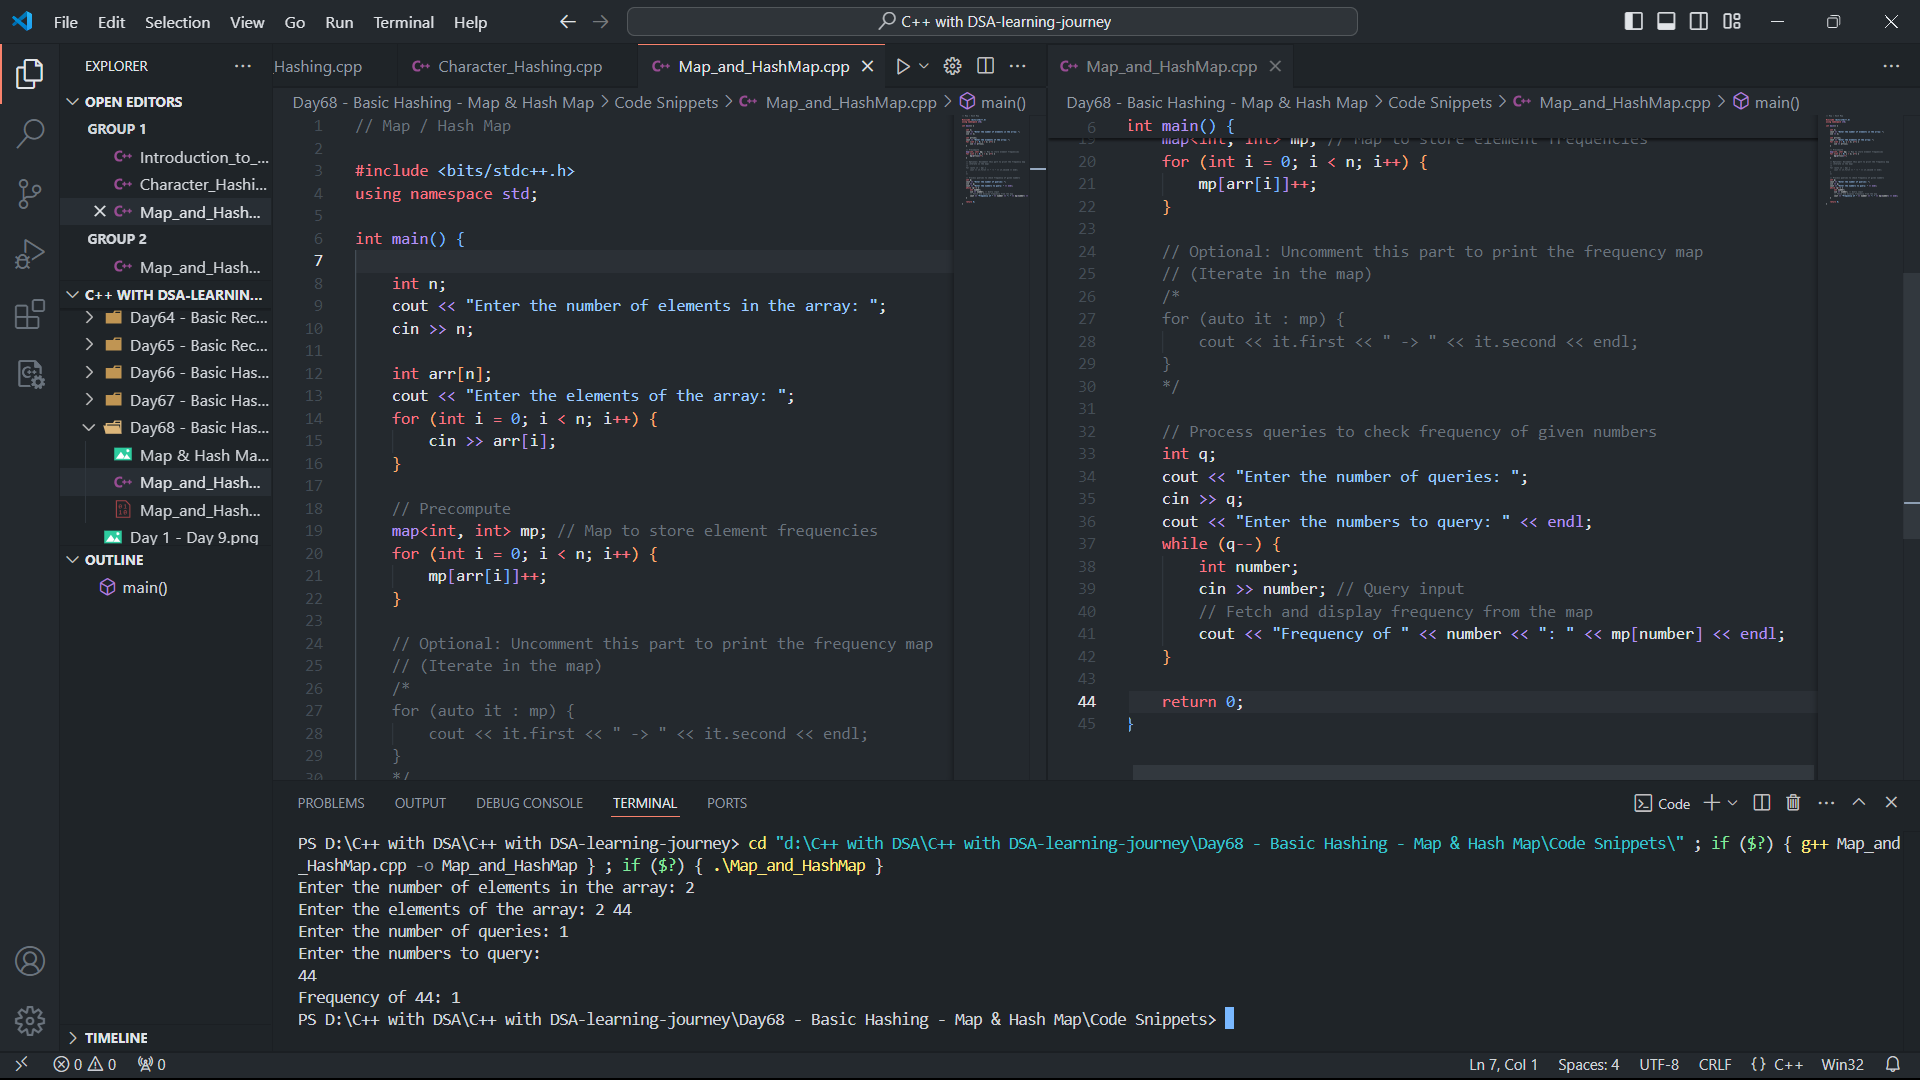 File Edit Selection View Go Run Terminal Help
C++ with DSA-learning-journey
EXPLORER
OPEN EDITORS
GROUP 1
Introduction_to_...
Character_Hashi...
Map_and_Hash...
GROUP 2
Map_and_Hash...
C++ WITH DSA-LEARNIN...
Day64 - Basic Rec...
Day65 - Basic Rec...
Day66 - Basic Has...
Day67 - Basic Has...
Day68 - Basic Has...
Map & Hash Ma...
Map_and_Hash...
Map_and_Hash...
Day 1 - Day 9.png
OUTLINE
main()
TIMELINE
Hashing.cpp
Character_Hashing.cpp
Map_and_HashMap.cpp
Day68 - Basic Hashing - Map & Hash Map > Code Snippets > Map_and_HashMap.cpp > main()
1 // Map / Hash Map
2
3 #include <bits/stdc++.h>
4 using namespace std;
5
6 int main() {
7
8 int n;
9 cout << "Enter the number of elements in the array: ";
10 cin >> n;
11
12 int arr[n];
13 cout << "Enter the elements of the array: ";
14 for (int i = 0; i < n; i++) {
15 cin >> arr[i];
16 }
17
18 // Precompute
19 map<int, int> mp; // Map to store element frequencies
20 for (int i = 0; i < n; i++) {
21 mp[arr[i]]++;
22 }
23
24 // Optional: Uncomment this part to print the frequency map
25 // (Iterate in the map)
26 /*
27 for (auto it : mp) {
28 cout << it.first << " -> " << it.second << endl;
29 }
30 */
Map_and_HashMap.cpp
Day68 - Basic Hashing - Map & Hash Map > Code Snippets > Map_and_HashMap.cpp > main()
6 int main() {
19 map<int, int> mp; // Map to store element frequencies
20 for (int i = 0; i < n; i++) {
21 mp[arr[i]]++;
22 }
23
24 // Optional: Uncomment this part to print the frequency map
25 // (Iterate in the map)
26 /*
27 for (auto it : mp) {
28 cout << it.first << " -> " << it.second << endl;
29 }
30 */
31
32 // Process queries to check frequency of given numbers
33 int q;
34 cout << "Enter the number of queries: ";
35 cin >> q;
36 cout << "Enter the numbers to query: " << endl;
37 while (q--) {
38 int number;
39 cin >> number; // Query input
40 // Fetch and display frequency from the map
41 cout << "Frequency of " << number << ": " << mp[number] << endl;
42 }
43
44 return 0;
45 }
PROBLEMS OUTPUT DEBUG CONSOLE TERMINAL PORTS
Code
PS D:\C++ with DSA\C++ with DSA-learning-journey> cd "d:\C++ with DSA\C++ with DSA-learning-journey\Day68 - Basic Hashing - Map & Hash Map\Code Snippets\" ; if ($?) { g++ Map_and
_HashMap.cpp -o Map_and_HashMap } ; if ($?) { .\Map_and_HashMap }
Enter the number of elements in the array: 2
Enter the elements of the array: 2 44
Enter the number of queries: 1
Enter the numbers to query:
44
Frequency of 44: 1
PS D:\C++ with DSA\C++ with DSA-learning-journey\Day68 - Basic Hashing - Map & Hash Map\Code Snippets>
0 0 0
Ln 7, Col 1 Spaces: 4 UTF-8 CRLF {} C++ Win32